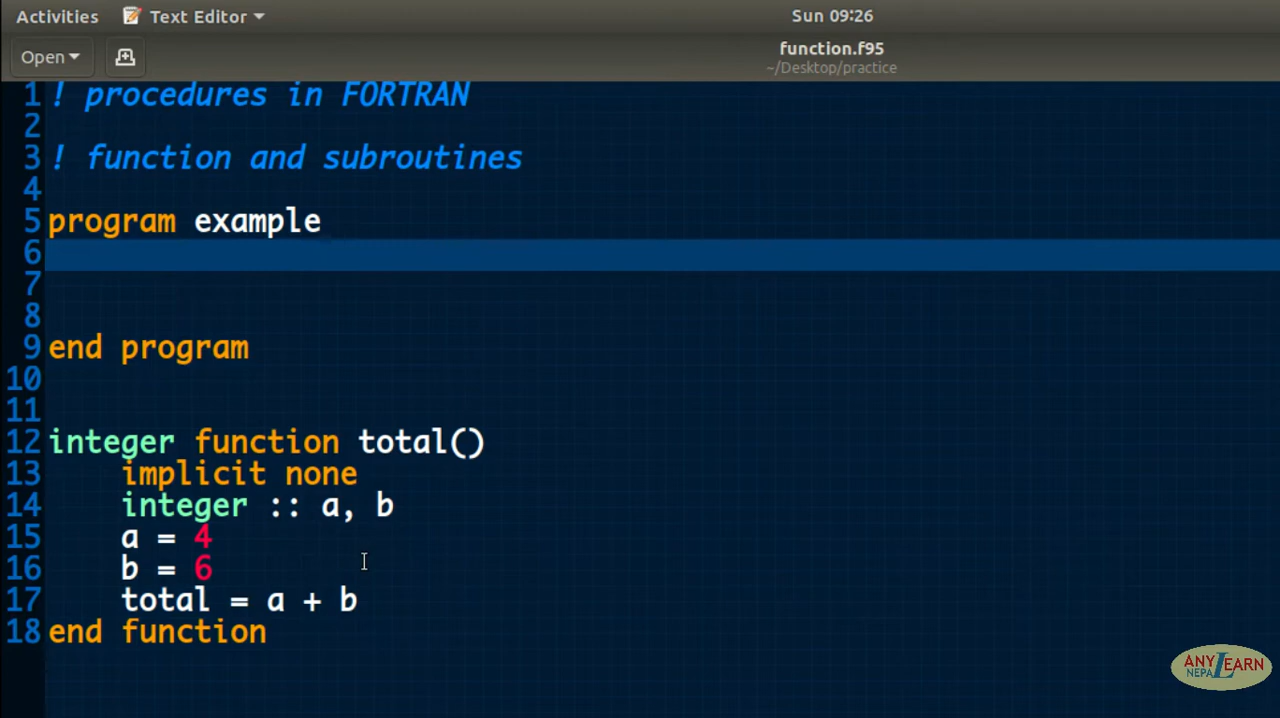 Activities Text Editor Sun 09:26
Open function.f95
~/Desktop/practice
1 ! procedures in FORTRAN
2
3 ! function and subroutines
4
5 program example
6
7
8
9 end program
10
11
12 integer function total()
13 implicit none
14 integer :: a, b
15 a = 4
16 b = 6
17 total = a + b
18 end function
ANY LEARN
NEPAL